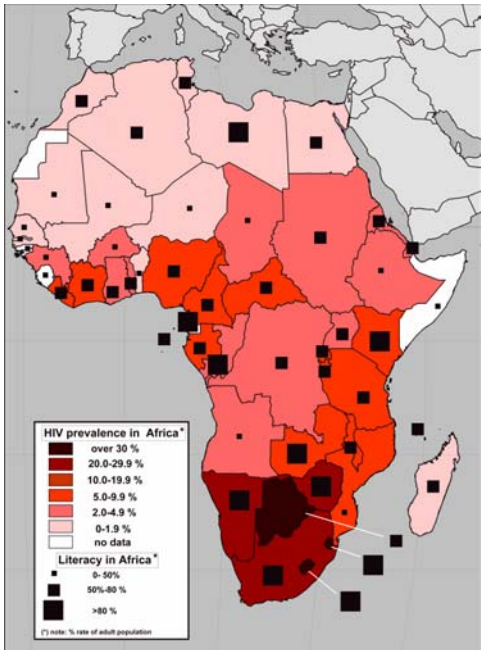 HIV prevalence in Africa*
over 30 %
20.0-29.9 %
10.0-19.9 %
5.0-9.9 %
2.0-4.9 %
0-1.9 %
no data
Literacy in Africa*
0- 50%
50%-80 %
>80 %
(*) note: % rate of adult population